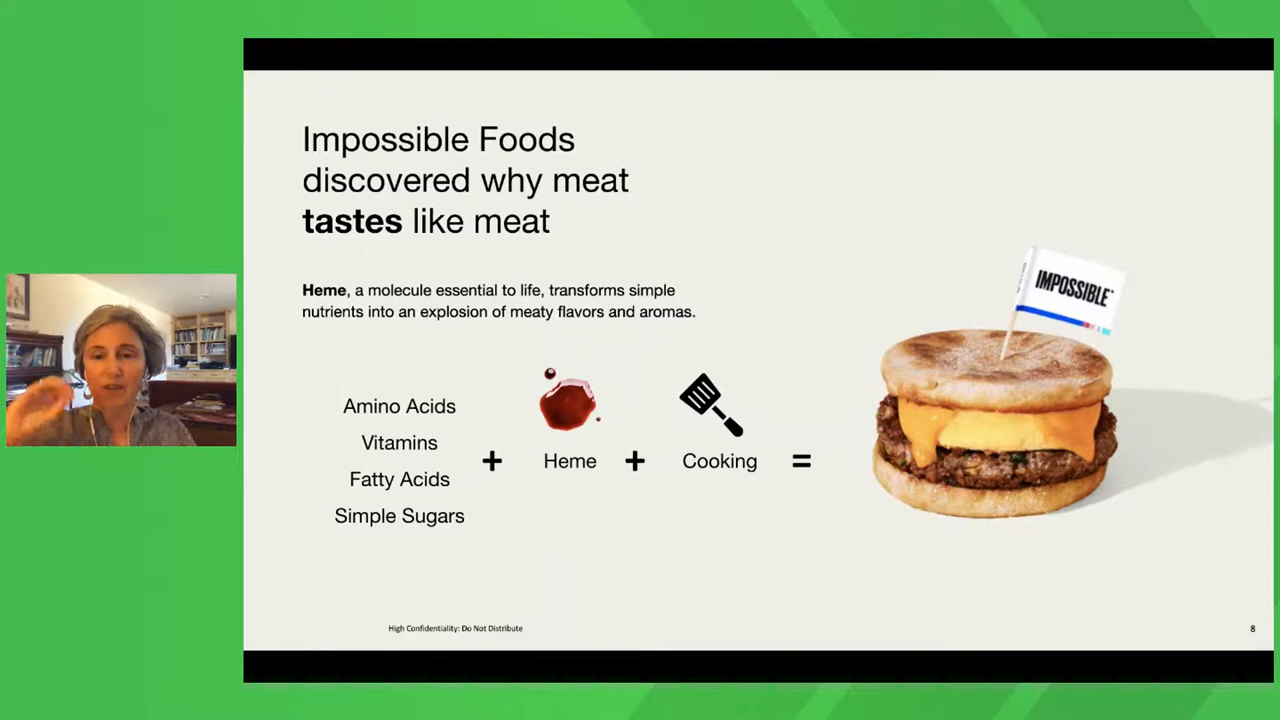 Impossible Foods
discovered why meat
tastes like meat
Heme, a molecule essential to life, transforms simple
nutrients into an explosion of meaty flavors and aromas.
Amino Acids
Vitamins
Fatty Acids
Simple Sugars
+
Heme
+
Cooking
=
IMPOSSIBLE™
High Confidentiality: Do Not Distribute
8